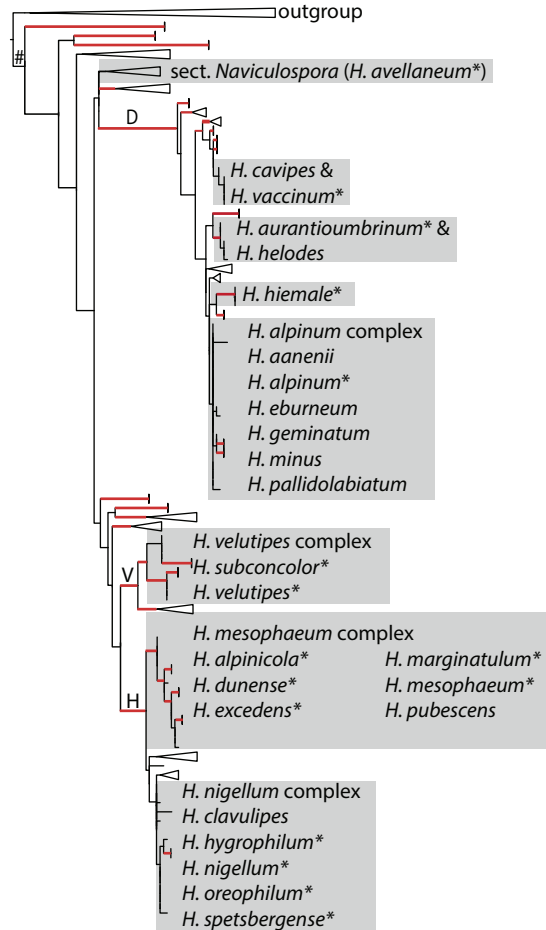 outgroup
#
sect. Naviculospora (H. avellaneum*)
D
H. cavipes &
H. vaccinum*
H. aurantioumbrinum* &
H. helodes
H. hiemale*
H. alpinum complex
H. aanenii
H. alpinum*
H. eburneum
H. geminatum
H. minus
H. pallidolabiatum
H. velutipes complex
V
H. subconcolor*
H. velutipes*
H. mesophaeum complex
H. alpinicola* H. marginatulum*
H. dunense* H. mesophaeum*
H
H. excedens* H. pubescens
H. nigellum complex
H. clavulipes
H. hygrophilum*
H. nigellum*
H. oreophilum*
H. spetsbergense*